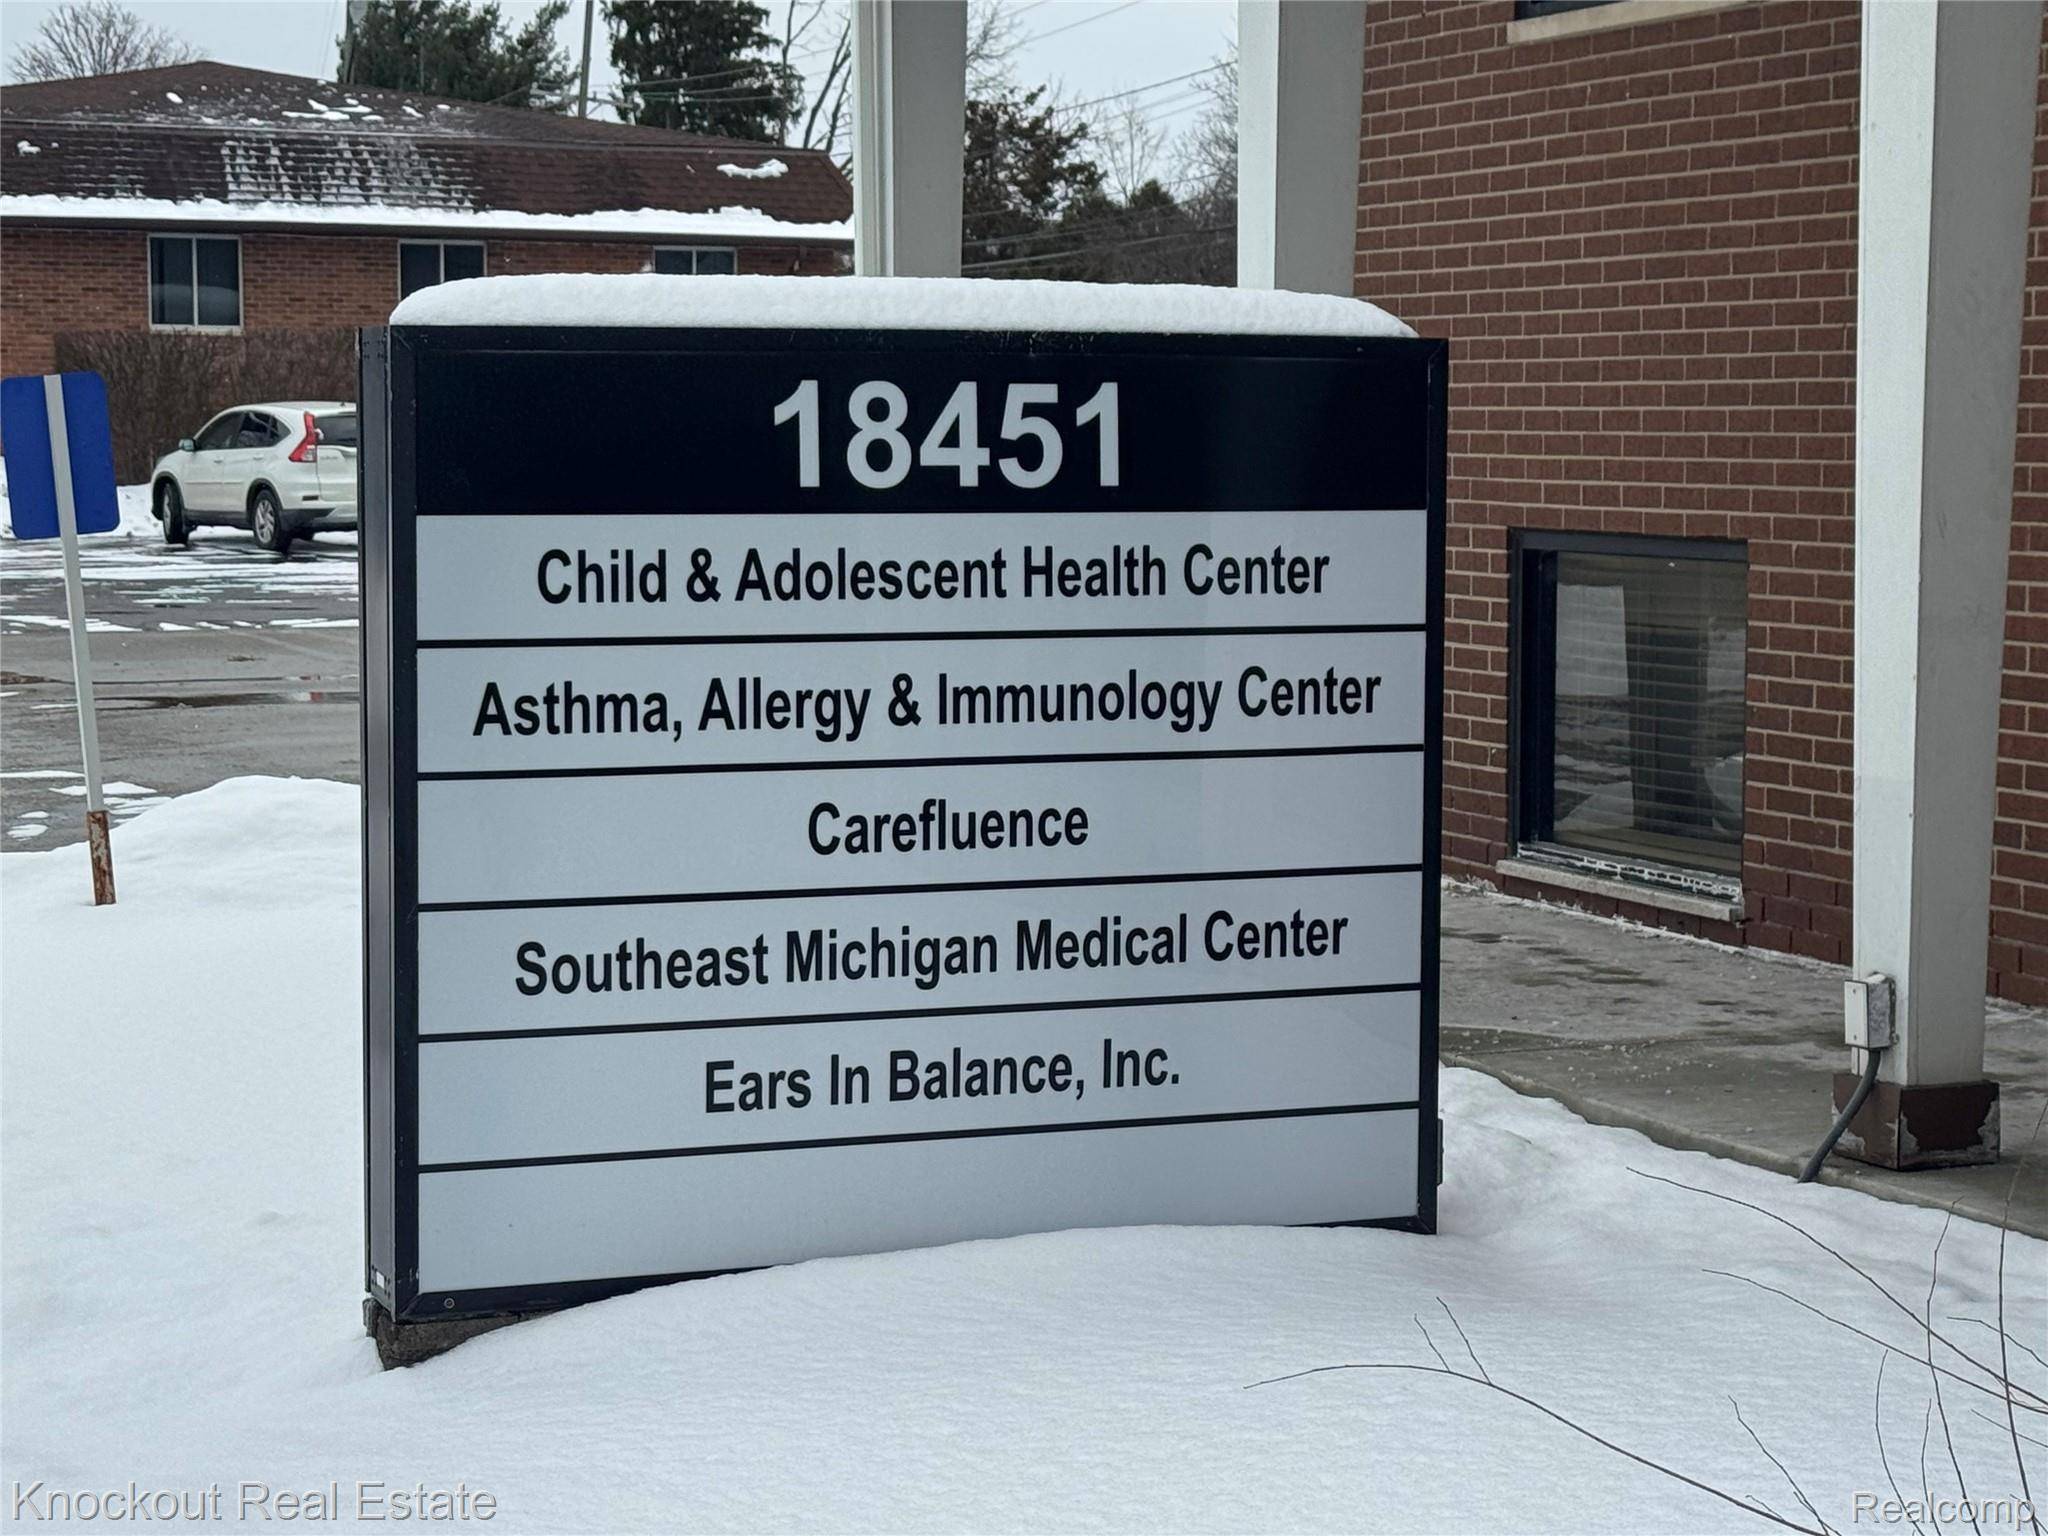 18451
Child & Adolescent Health Center
Asthma, Allergy & Immunology Center
Carefluence
Southeast Michigan Medical Center
Ears In Balance, Inc.
Knockout Real Estate
Realcomp